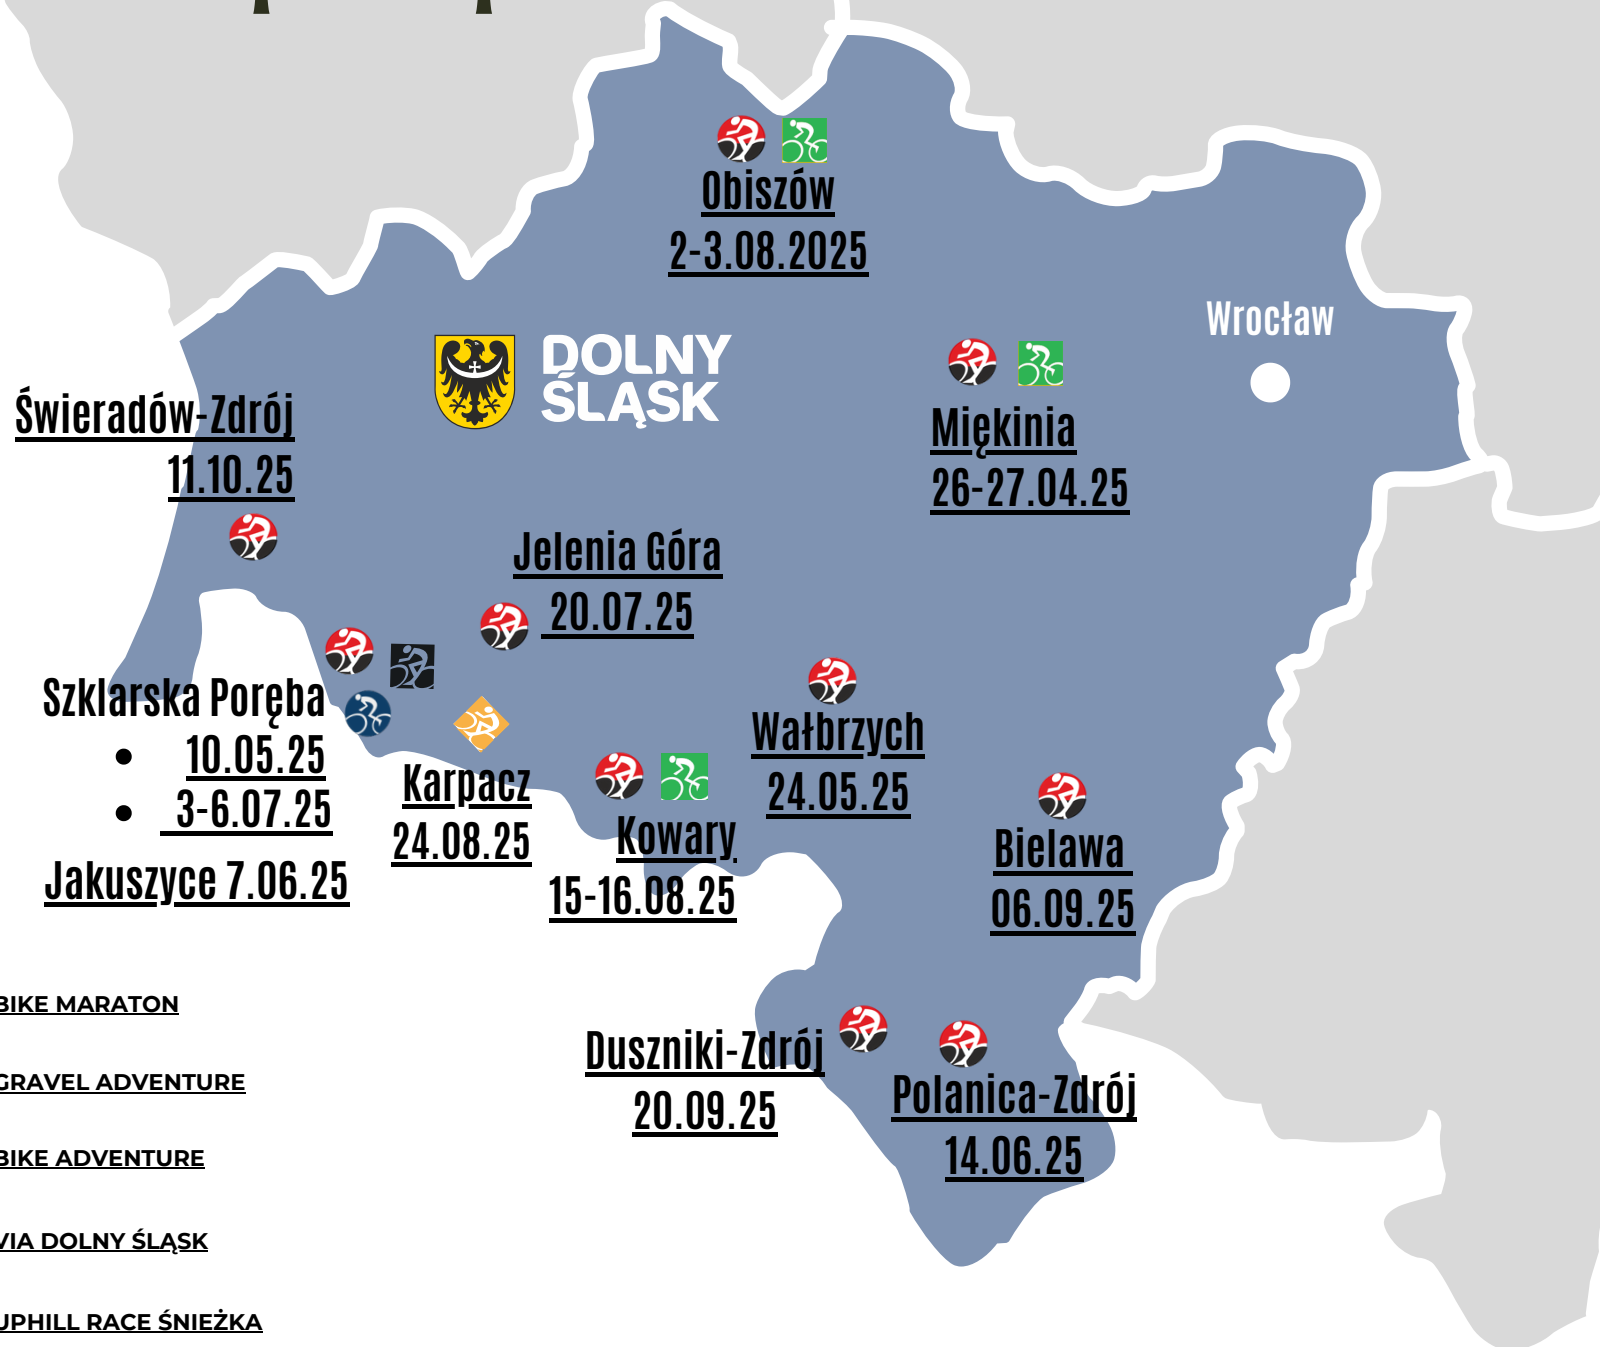 Obiszów
2-3.08.2025
Wrocław
DOLNY
ŚLĄSK
Świeradów-Zdrój
11.10.25
Miękinia
26-27.04.25
Jelenia Góra
20.07.25
Szklarska Poręba
• 10.05.25
• 3-6.07.25
Jakuszyce 7.06.25
Karpacz
24.08.25
Kowary
15-16.08.25
Wałbrzych
24.05.25
Bielawa
06.09.25
Duszniki-Zdrój
20.09.25
Polanica-Zdrój
14.06.25
BIKE MARATON
GRAVEL ADVENTURE
BIKE ADVENTURE
VIA DOLNY ŚLĄSK
UPHILL RACE ŚNIEŻKA